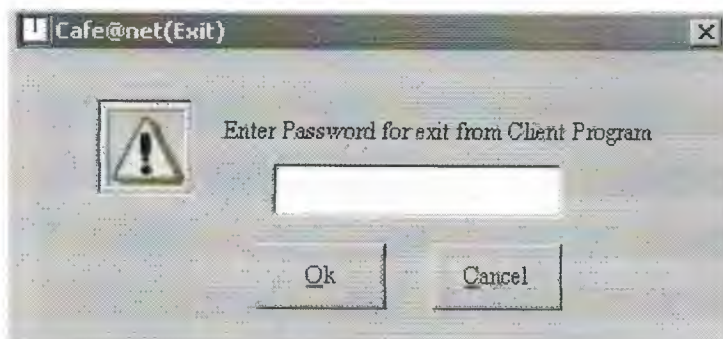 Cafe@net(Exit)
Enter Password for exit from Client Program
Ok
Cancel